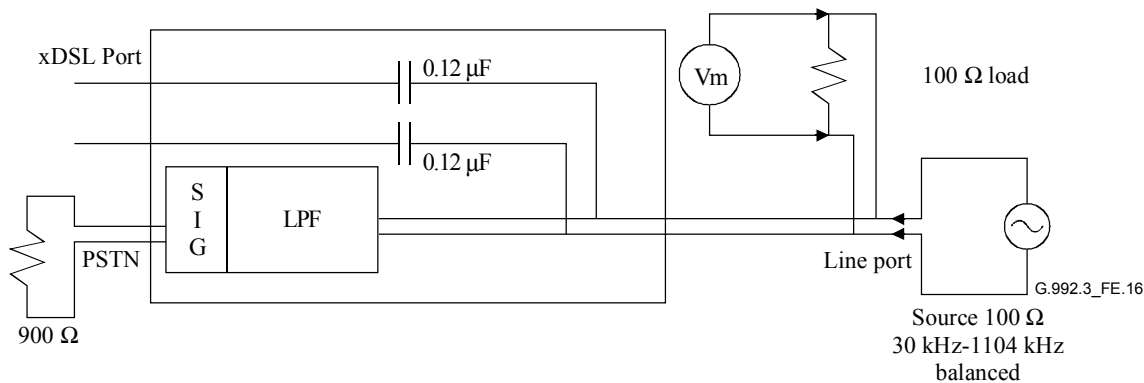 xDSL Port
0.12 µF
0.12 µF
Vm
100 Ω load
S
I
G
LPF
PSTN
900 Ω
Line port
G.992.3_FE.16
Source 100 Ω
30 kHz-1104 kHz
balanced